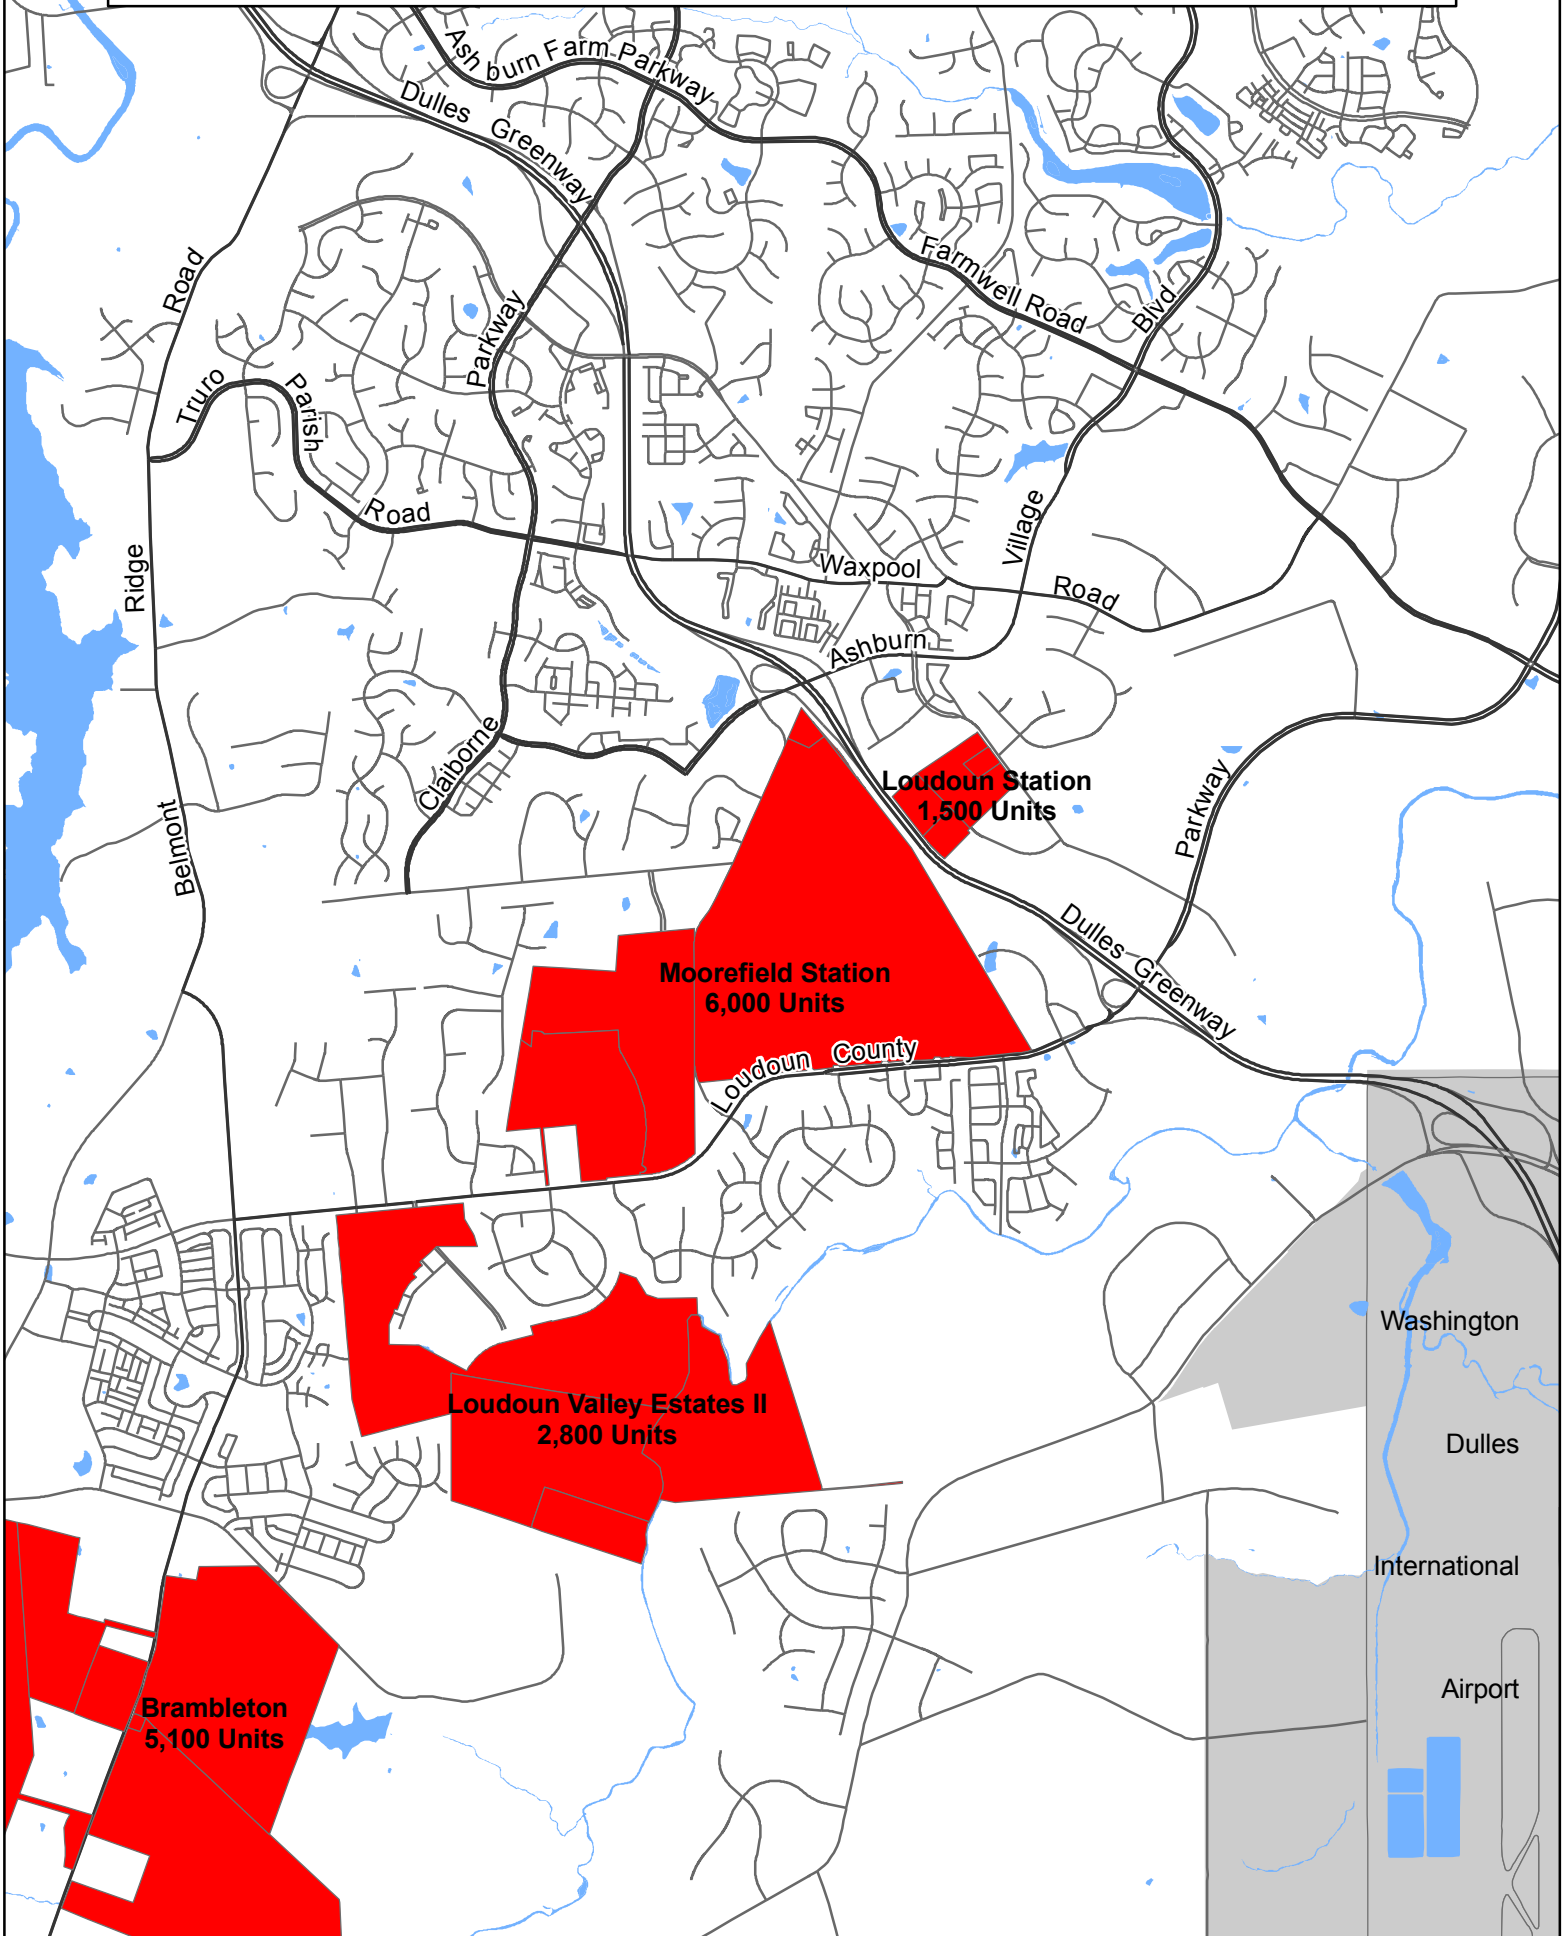 Ashburn Farm Parkway
Dulles Greenway
Road
Farmwell Road
Blvd
Parkway
Truro
Parish
Road
Village
Ridge
Waxpool
Road
Ashburn
Claiborne
Loudoun Station
1,500 Units
Parkway
Belmont
Dulles Greenway
Moorefield Station
6,000 Units
Loudoun County
Washington
Dulles
International
Airport
Loudoun Valley Estates II
2,800 Units
Brambleton
5,100 Units